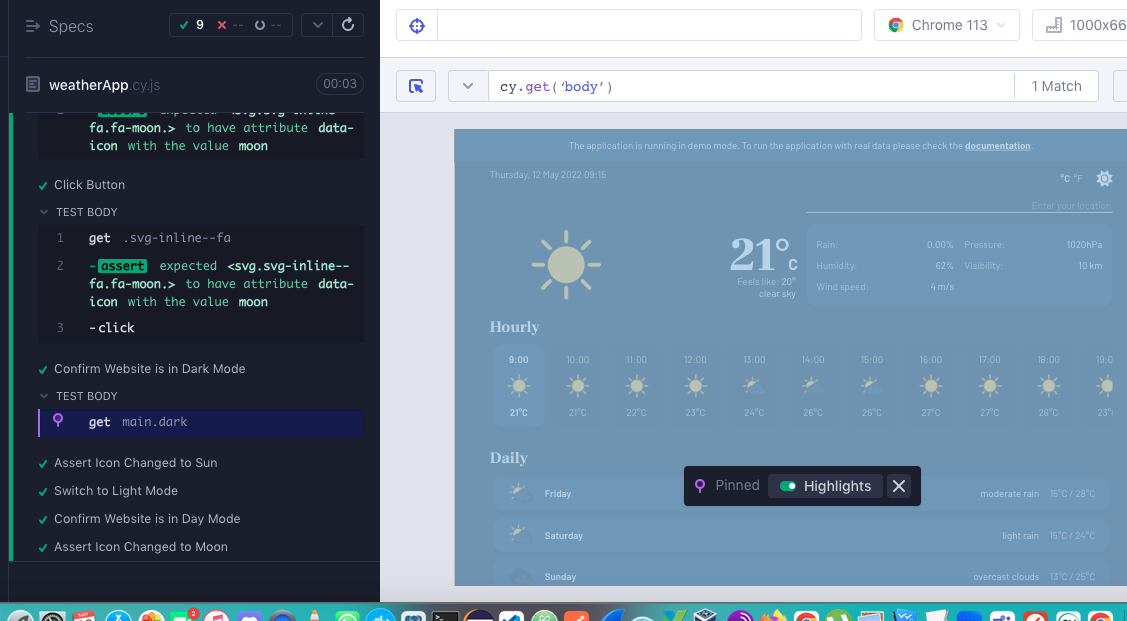 Specs
9
--
--
Chrome 113
1000x66
weatherApp.cy.js
00:03
cy.get(‘body’)
1 Match
fa.fa-moon.> to have attribute data-
icon with the value moon
Click Button
TEST BODY
1 get .svg-inline--fa
2 -assert expected <svg.svg-inline--
fa.fa-moon.> to have attribute data-
icon with the value moon
3 -click
Confirm Website is in Dark Mode
TEST BODY
get main.dark
Assert Icon Changed to Sun
Switch to Light Mode
Confirm Website is in Day Mode
Assert Icon Changed to Moon
The application is running in demo mode. To run the application with real data please check the documentation.
Thursday, 12 May 2022 09:15
°C °F
Enter your location
21° C
Feels like: 20°
clear sky
Rain: 0.00% Pressure: 1020hPa
Humidity: 62% Visibility: 10 km
Wind speed: 4 m/s
Hourly
9:00 10:00 11:00 12:00 13:00 14:00 15:00 16:00 17:00 18:00 19:0
21°C 21°C 22°C 23°C 24°C 26°C 26°C 27°C 27°C 26°C 23°
Daily
Friday moderate rain 15°C / 28°C
Pinned Highlights
Saturday light rain 15°C / 24°C
Sunday overcast clouds 13°C / 25°C
MAY
2